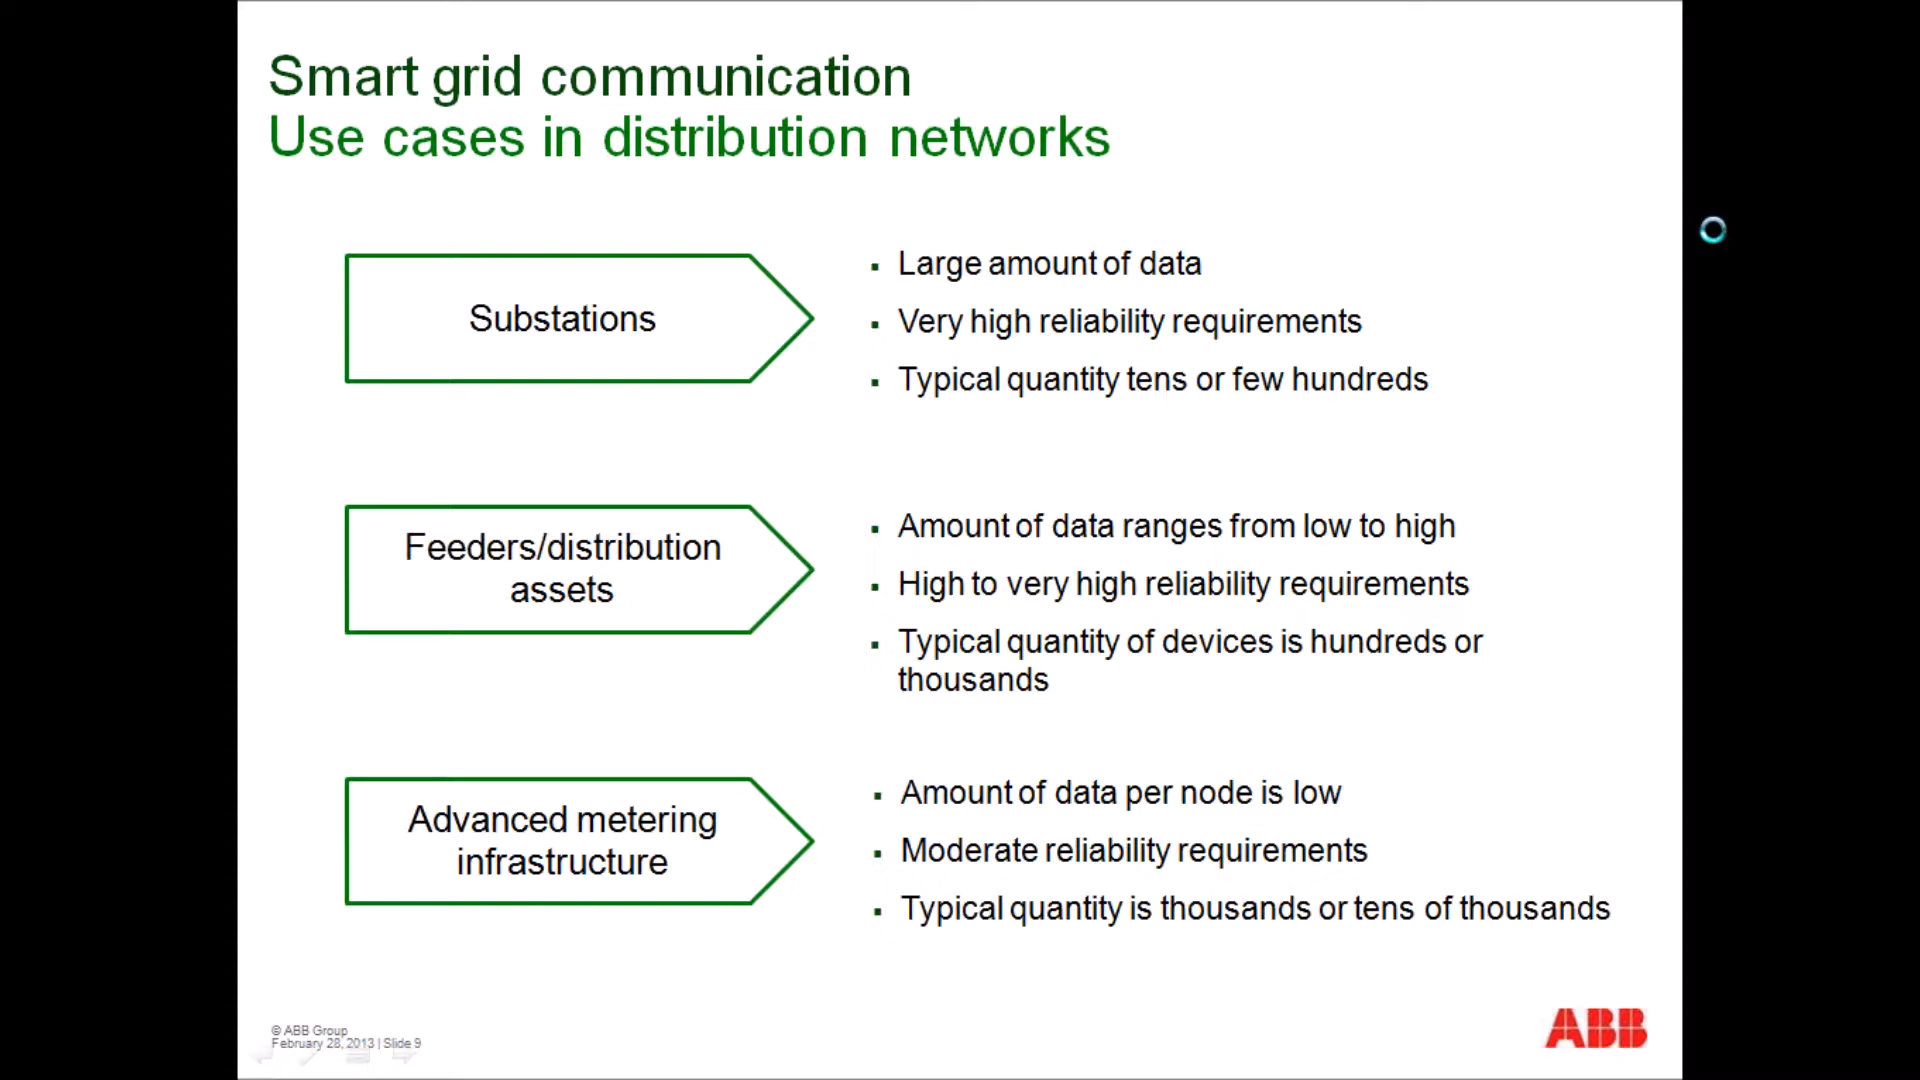 Smart grid communication
Use cases in distribution networks
Substations
Large amount of data
Very high reliability requirements
Typical quantity tens or few hundreds
Feeders/distribution
assets
Amount of data ranges from low to high
High to very high reliability requirements
Typical quantity of devices is hundreds or
thousands
Advanced metering
infrastructure
Amount of data per node is low
Moderate reliability requirements
Typical quantity is thousands or tens of thousands
© ABB Group
February 28, 2013 | Slide 9
ABB